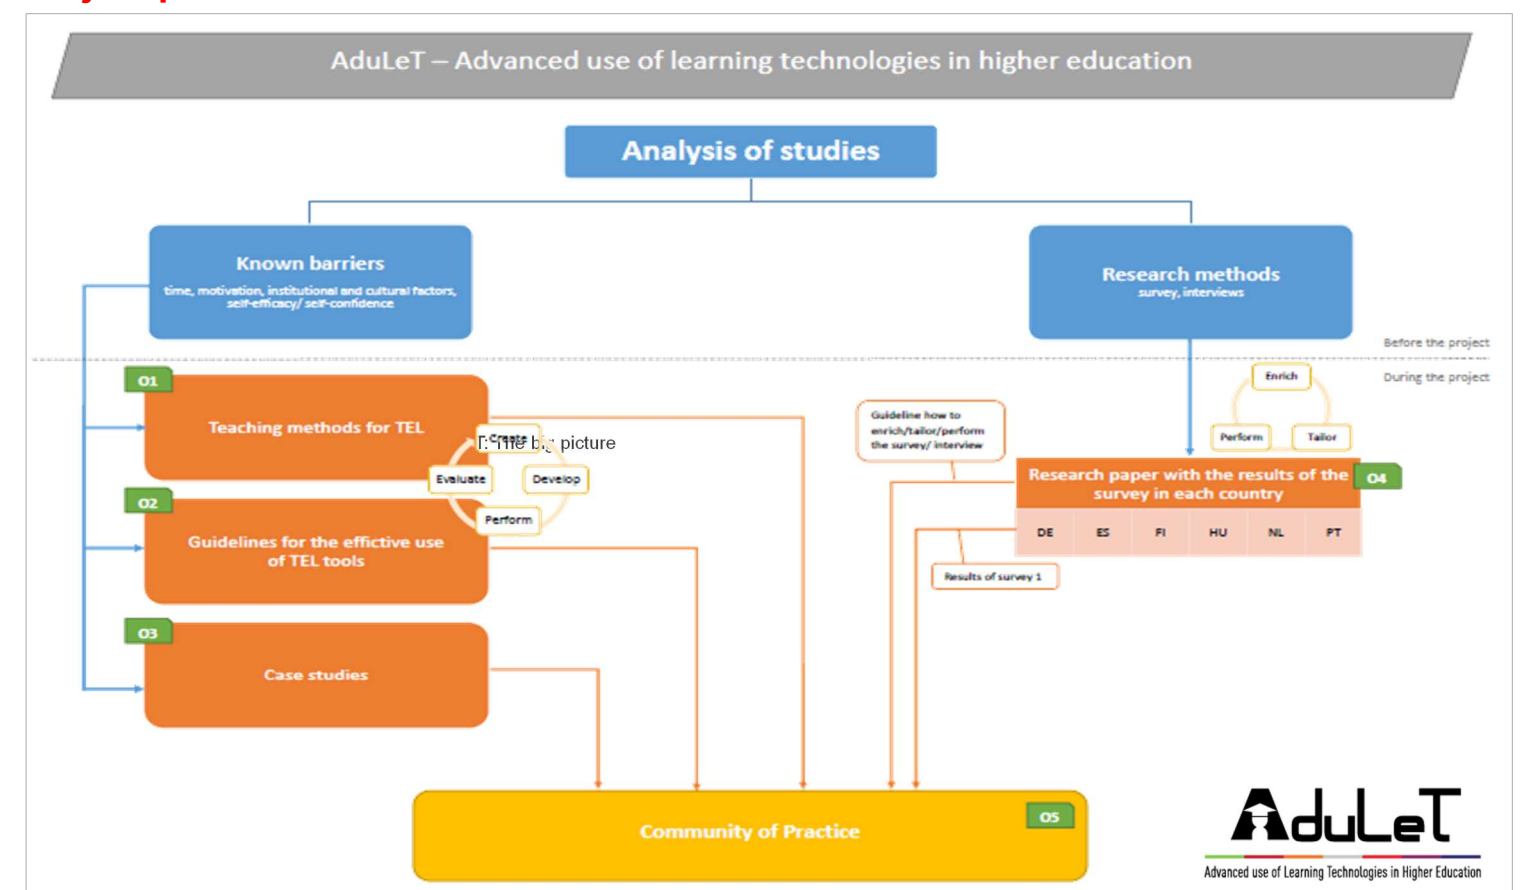 AduLeT – Advanced use of learning technologies in higher education
Analysis of studies
Known barriers
time, motivation, institutional and cultural factors,
self-efficacy/ self-confidence
Research methods
survey, interviews
Before the project
During the project
O1
Teaching methods for TEL
T: The big picture
Create
Evaluate
Develop
Perform
O2
Guidelines for the effictive use
of TEL tools
O3
Case studies
Enrich
Perform
Tailor
Guideline how to
enrich/tailor/perform
the survey/ interview
Research paper with the results of the
survey in each country
O4
DE ES FI HU NL PT
Results of survey 1
Community of Practice
O5
AduLeT
Advanced use of Learning Technologies in Higher Education